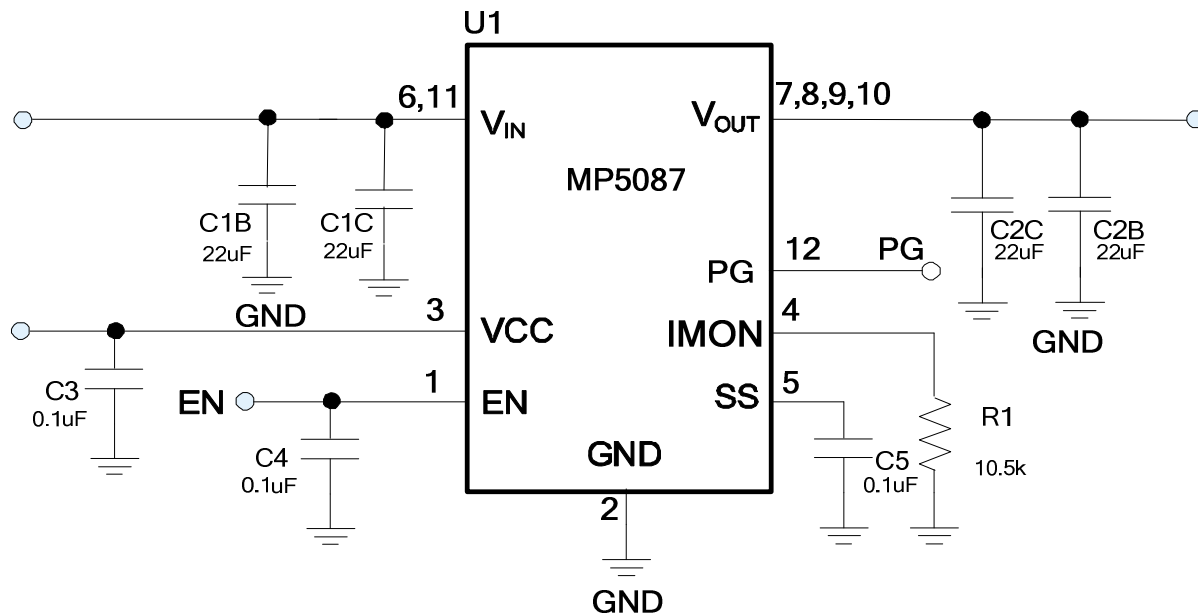 U1
6,11
7,8,9,10
VIN
VOUT
MP5087
C1B
22uF
C1C
22uF
C2C
22uF
C2B
22uF
PG
12
PG
GND
3
VCC
IMON
4
GND
C3
0.1uF
EN
1
EN
SS
5
R1
10.5k
C4
0.1uF
GND
C5
0.1uF
2
GND